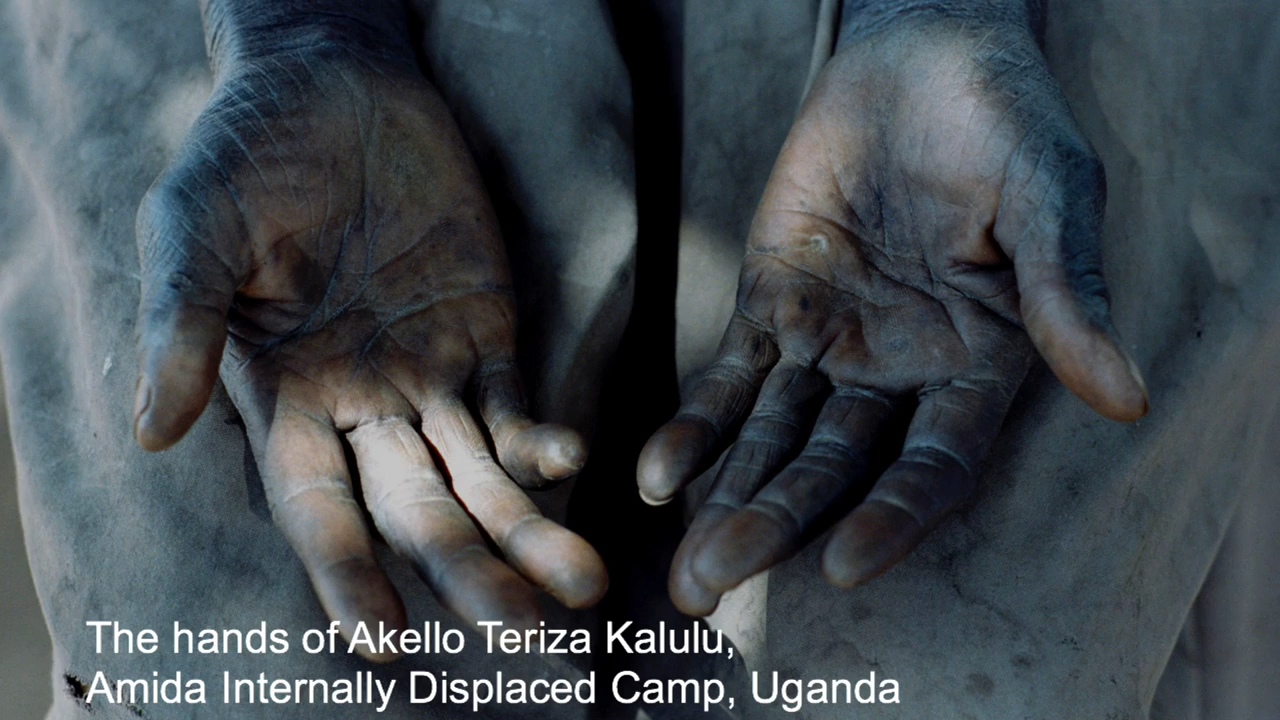 The hands of Akello Teriza Kalulu,
Amida Internally Displaced Camp, Uganda